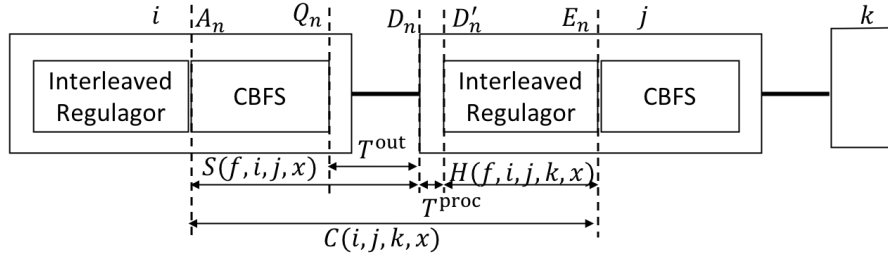 i A_n Q_n D_n D'_n E_n j k
Interleaved
Regulagor
CBFS
Interleaved
Regulagor
CBFS
T^out
S(f, i, j, x)
H(f, i, j, k, x)
T^proc
C(i, j, k, x)